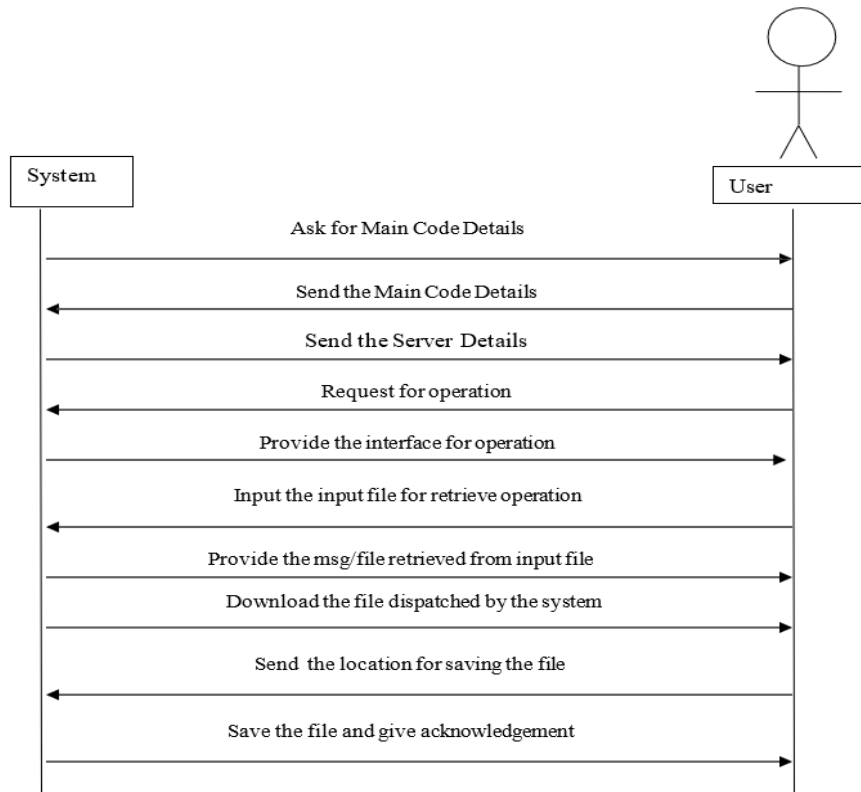 System
User
Ask for Main Code Details
Send the Main Code Details
Send the Server Details
Request for operation
Provide the interface for operation
Input the input file for retrieve operation
Provide the msg/file retrieved from input file
Download the file dispatched by the system
Send the location for saving the file
Save the file and give acknowledgement